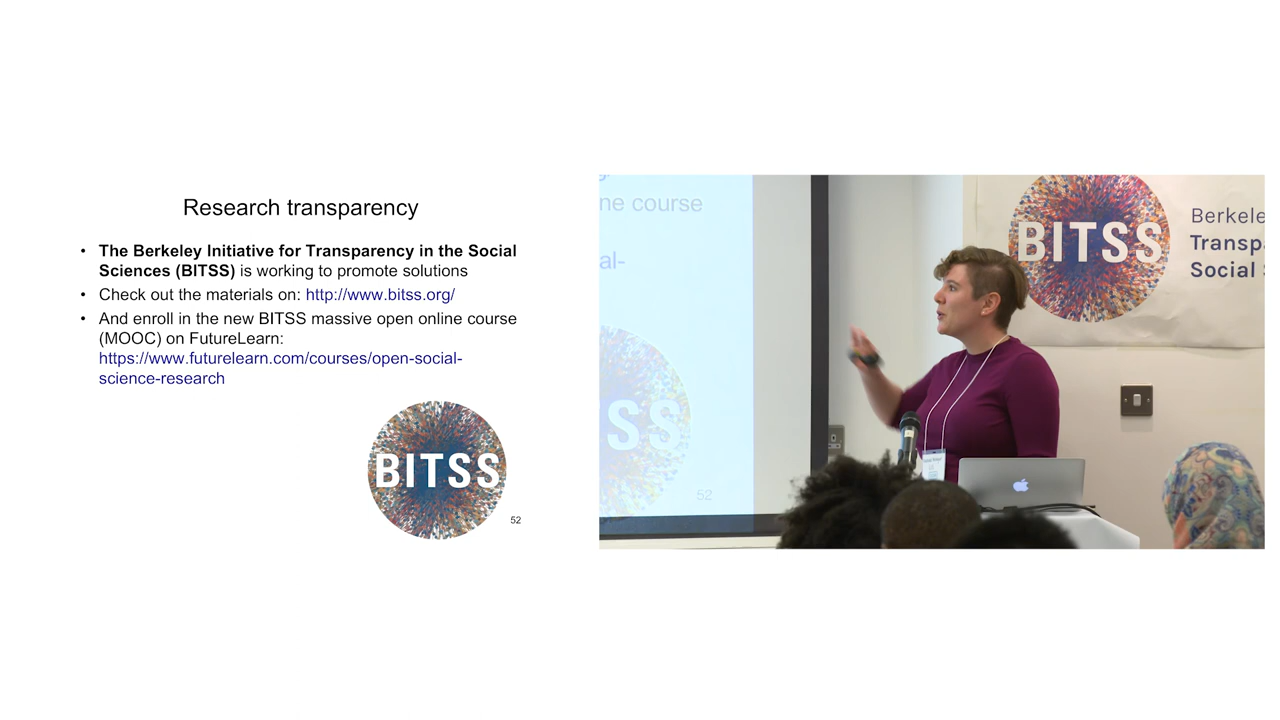 Research transparency
• The Berkeley Initiative for Transparency in the Social
Sciences (BITSS) is working to promote solutions
• Check out the materials on: http://www.bitss.org/
• And enroll in the new BITSS massive open online course
(MOOC) on FutureLearn:
https://www.futurelearn.com/courses/open-social-
science-research
BITSS
52
ne course
al-
SS
52
BITSS
Berkele
Transp
Social